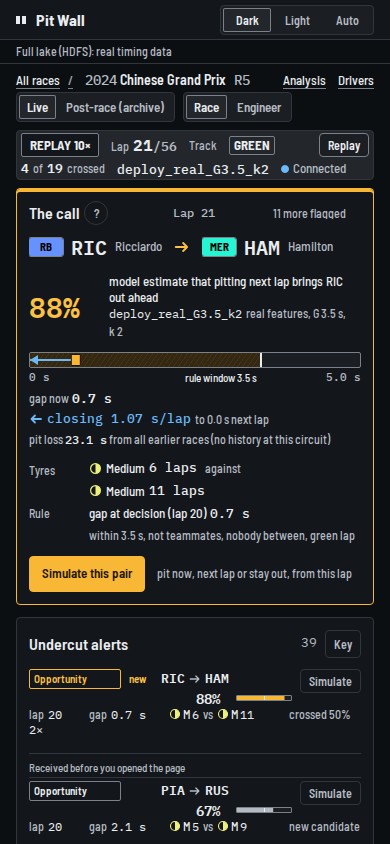 Pit Wall Dark Light Auto
Full lake (HDFS): real timing data
All races / 2024 Chinese Grand Prix R5 Analysis Drivers
Live Post-race (archive) Race Engineer
REPLAY 10× Lap 21/56 Track GREEN Replay
4 of 19 crossed deploy_real_G3.5_k2 Connected
The call ? Lap 21 11 more flagged
RB RIC Ricciardo → MER HAM Hamilton
88% model estimate that pitting next lap brings RIC
out ahead
deploy_real_G3.5_k2 real features, G 3.5 s,
k 2
0 s rule window 3.5 s 5.0 s
gap now 0.7 s
← closing 1.07 s/lap to 0.0 s next lap
pit loss 23.1 s from all earlier races (no history at this circuit)
Tyres Medium 6 laps against
Medium 11 laps
Rule gap at decision (lap 20) 0.7 s
within 3.5 s, not teammates, nobody between, green lap
Simulate this pair pit now, next lap or stay out, from this lap
Undercut alerts 39 Key
Opportunity new RIC → HAM Simulate
88%
lap 20 gap 0.7 s M 6 vs M 11 crossed 50%
2×
Received before you opened the page
Opportunity PIA → RUS Simulate
67%
lap 20 gap 2.1 s M 5 vs M 9 new candidate